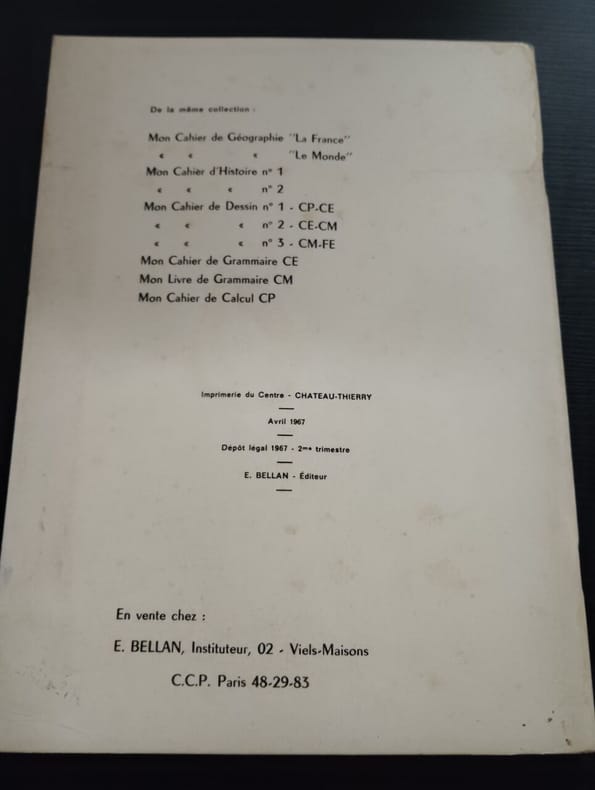 De la même collection :
Mon Cahier de Géographie "La France"
« « « "Le Monde"
Mon Cahier d'Histoire n° 1
« « « n° 2
Mon Cahier de Dessin n° 1 - CP-CE
« « « n° 2 - CE-CM
« « « n° 3 - CM-FE
Mon Cahier de Grammaire CE
Mon Livre de Grammaire CM
Mon Cahier de Calcul CP
Imprimerie du Centre - CHATEAU-THIERRY
Avril 1967
Dépôt légal 1967 - 2me trimestre
E. BELLAN - Éditeur
En vente chez :
E. BELLAN, Instituteur, 02 - Viels-Maisons
C.C.P. Paris 48-29-83